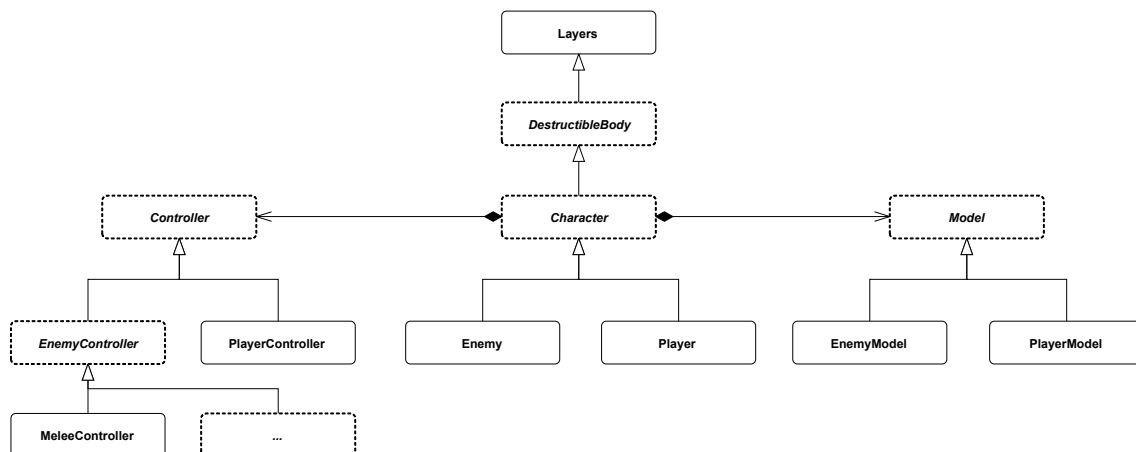 Layers
DestructibleBody
Controller
Character
Model
EnemyController
PlayerController
Enemy
Player
EnemyModel
PlayerModel
MeleeController
...